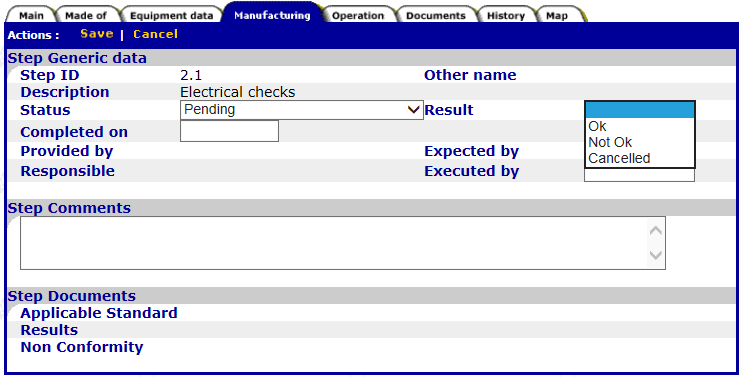 Main Made of Equipment data Manufacturing Operation Documents History Map
Actions : Save | Cancel
Step Generic data
Step ID 2.1 Other name
Description Electrical checks
Status Pending Result
Ok
Completed on
Not Ok
Provided by Expected by Cancelled
Responsible Executed by
Step Comments
Step Documents
Applicable Standard
Results
Non Conformity